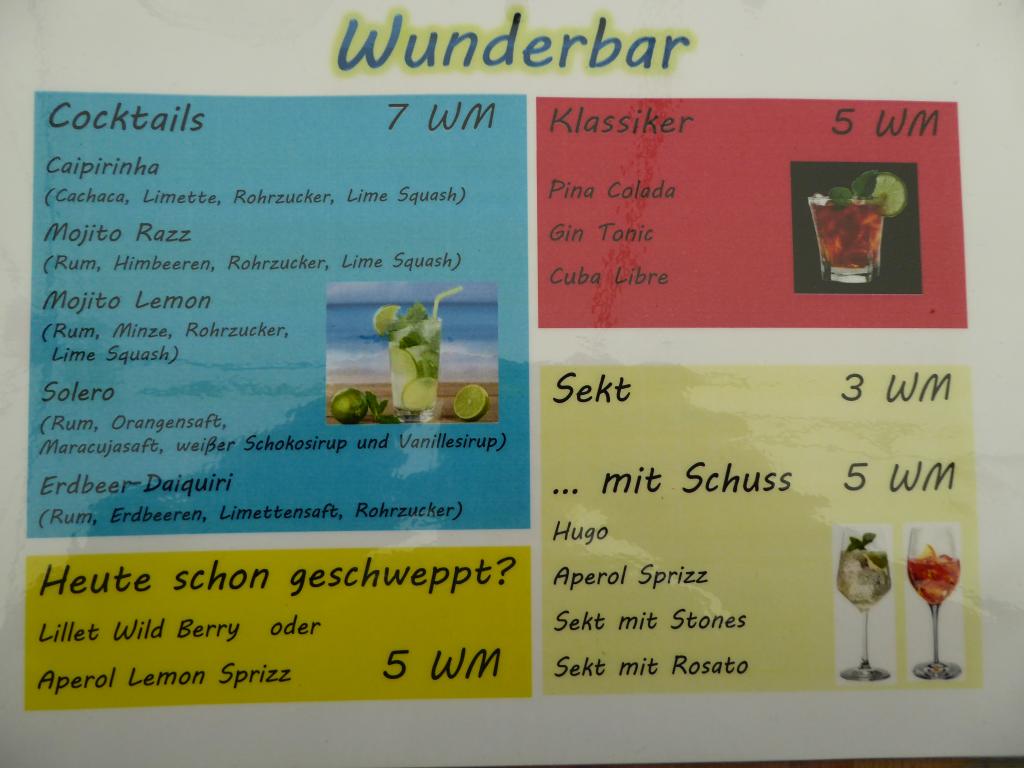 Wunderbar
Cocktails 7 WM
Caipirinha
(Cachaca, Limette, Rohrzucker, Lime Squash)
Mojito Razz
(Rum, Himbeeren, Rohrzucker, Lime Squash)
Mojito Lemon
(Rum, Minze, Rohrzucker,
Lime Squash)
Solero
(Rum, Orangensaft,
Maracujasaft, weißer Schokosirup und Vanillesirup)
Erdbeer-Daiquiri
(Rum, Erdbeeren, Limettensaft, Rohrzucker)
Heute schon geschweppt?
Lillet Wild Berry oder
Aperol Lemon Sprizz 5 WM
Klassiker 5 WM
Pina Colada
Gin Tonic
Cuba Libre
Sekt 3 WM
... mit Schuss 5 WM
Hugo
Aperol Sprizz
Sekt mit Stones
Sekt mit Rosato